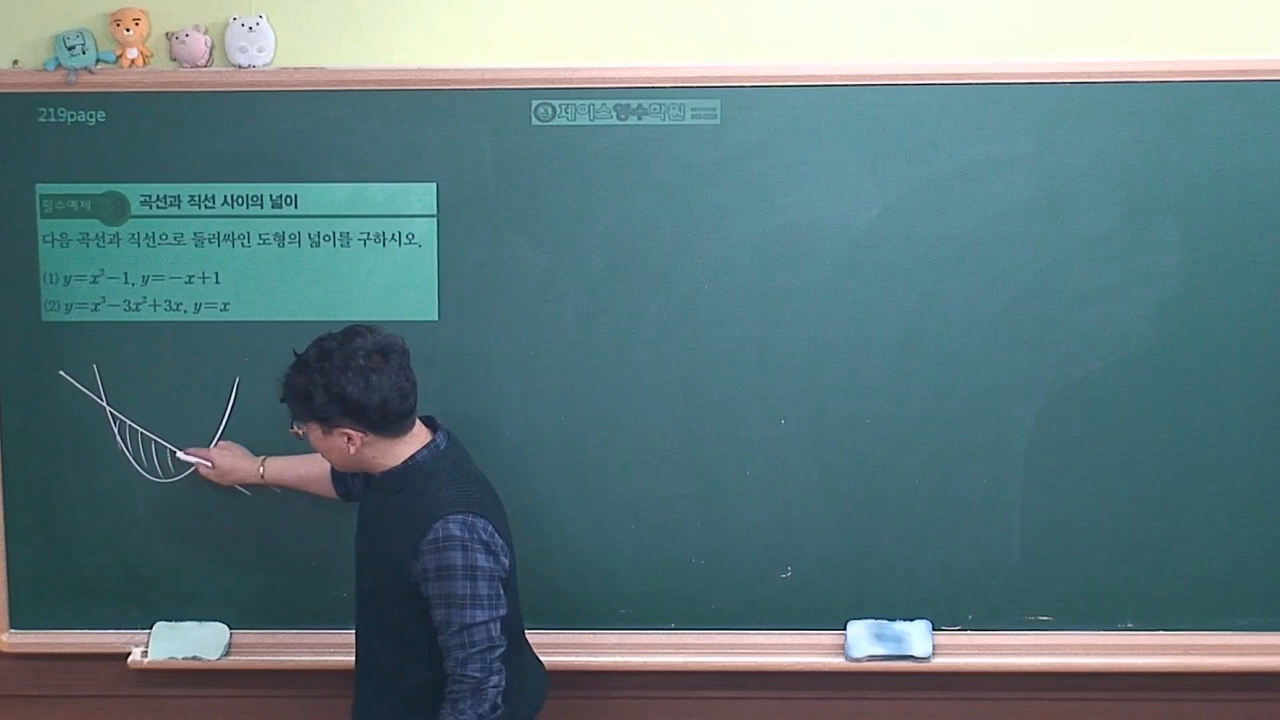 219page
제이스영수학원
필수예제 3 곡선과 직선 사이의 넓이
다음 곡선과 직선으로 둘러싸인 도형의 넓이를 구하시오.
(1) y=x²-1, y=-x+1
(2) y=x³-3x²+3x, y=x